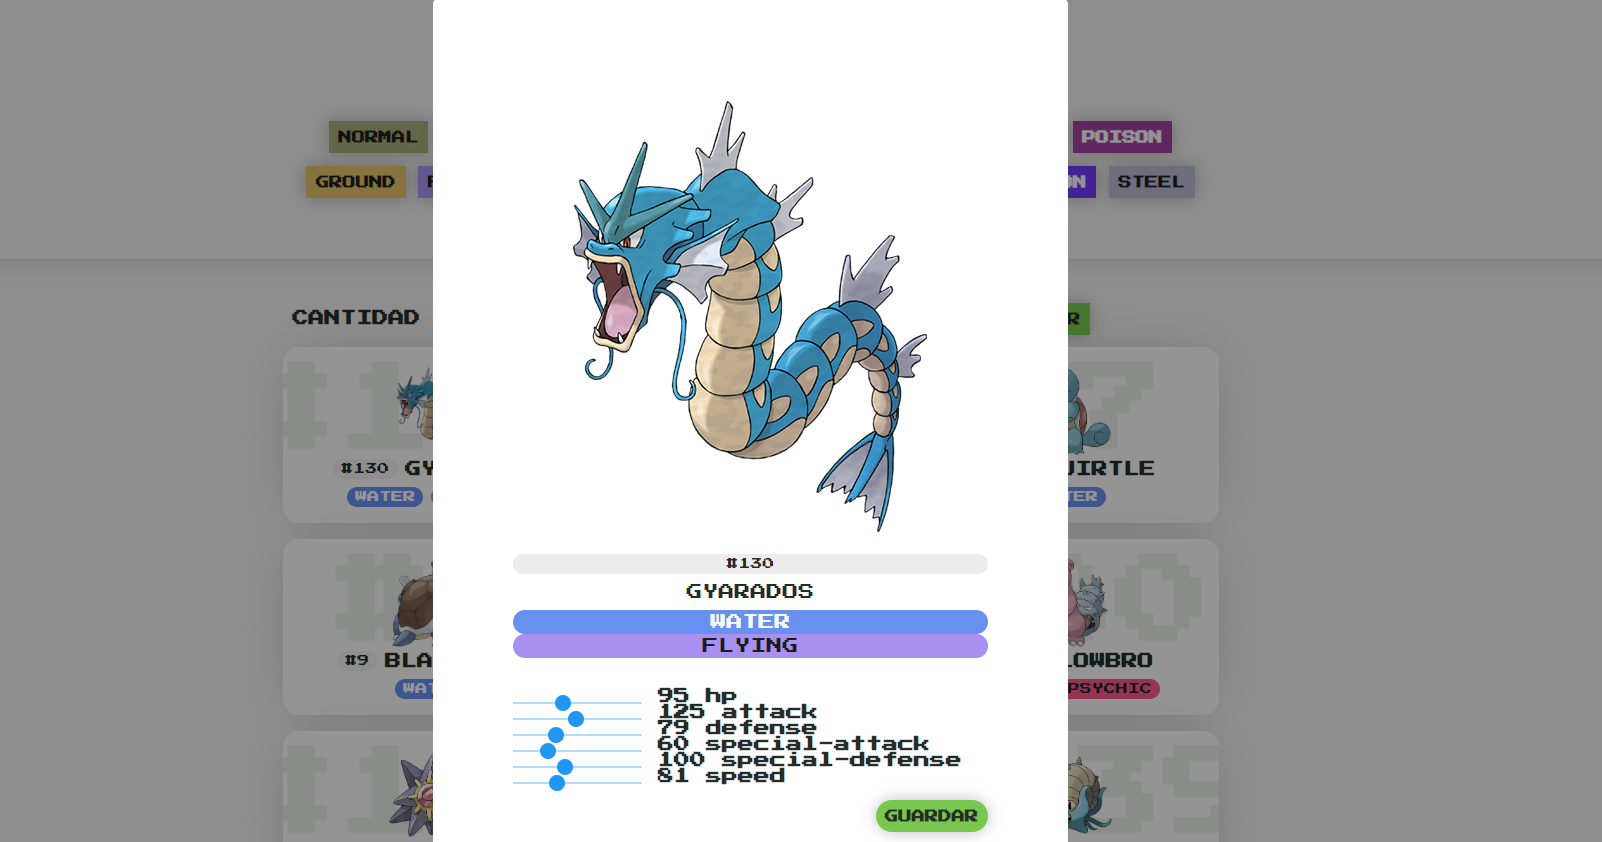 NORMAL
POISON
GROUND
STEEL
CANTIDAD
#130
WATER
#9
#130
GYARADOS
WATER
FLYING
95 hp
125 attack
79 defense
60 special-attack
100 special-defense
81 speed
GUARDAR
PSYCHIC